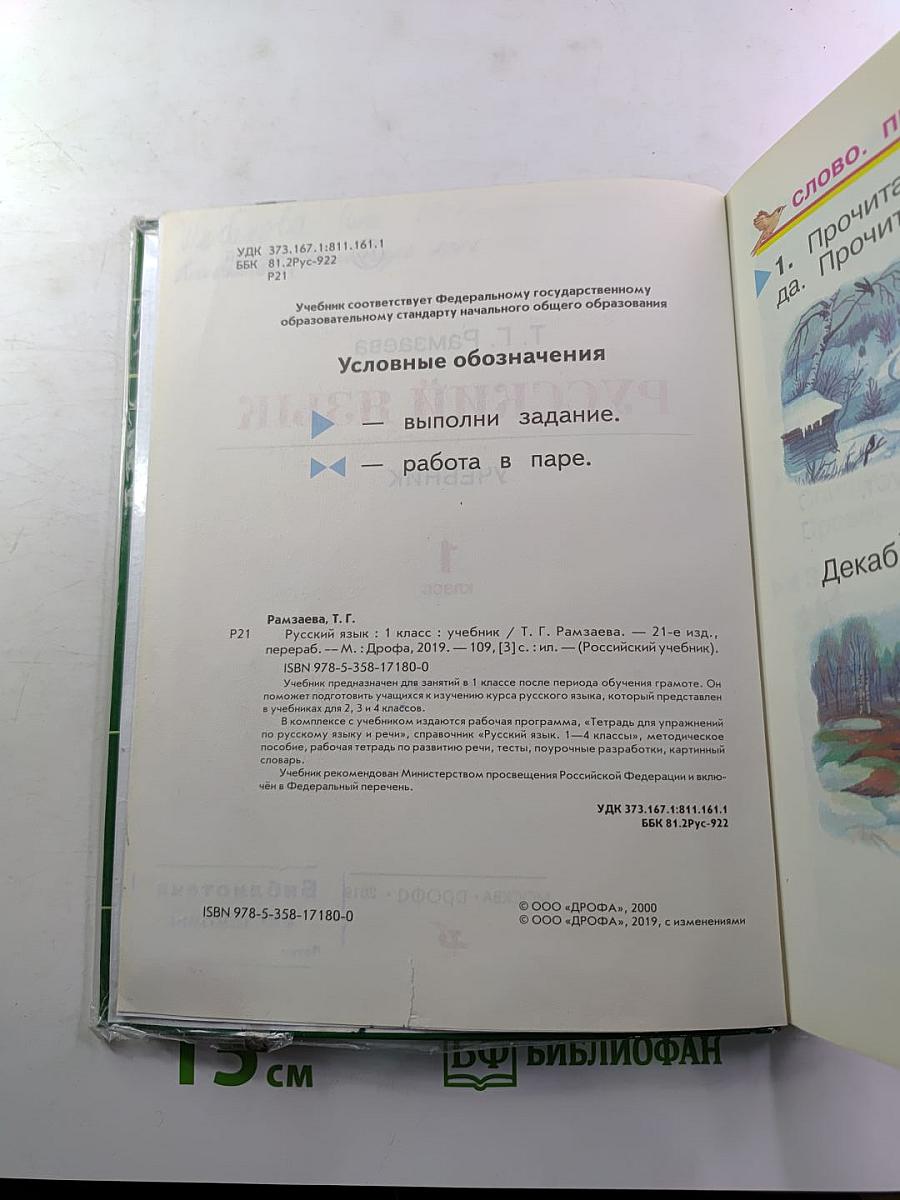 УДК 373.167.1:811.161.1
ББК 81.2Рус-922
Р21
Учебник соответствует Федеральному государственному
образовательному стандарту начального общего образования
Условные обозначения
— выполни задание.
— работа в паре.
Рамзаева, Т. Г.
Р21 Русский язык : 1 класс : учебник / Т. Г. Рамзаева. — 21-е изд.,
перераб. — М. : Дрофа, 2019. — 109, [3] с. : ил. — (Российский учебник).
ISBN 978-5-358-17180-0
Учебник предназначен для занятий в 1 классе после периода обучения грамоте. Он
поможет подготовить учащихся к изучению курса русского языка, который представлен
в учебниках для 2, 3 и 4 классов.
В комплексе с учебником издаются рабочая программа, «Тетрадь для упражнений
по русскому языку и речи», справочник «Русский язык. 1—4 классы», методическое
пособие, рабочая тетрадь по развитию речи, тесты, поурочные разработки, картинный
словарь.
Учебник рекомендован Министерством просвещения Российской Федерации и вклю-
чён в Федеральный перечень.
УДК 373.167.1:811.161.1
ББК 81.2Рус-922
ISBN 978-5-358-17180-0
© ООО «ДРОФА», 2000
© ООО «ДРОФА», 2019, с изменениями
СЛОВО.
1. Прочита
да. Прочит
Декаб
15 см
БФ БИБЛИОФАН